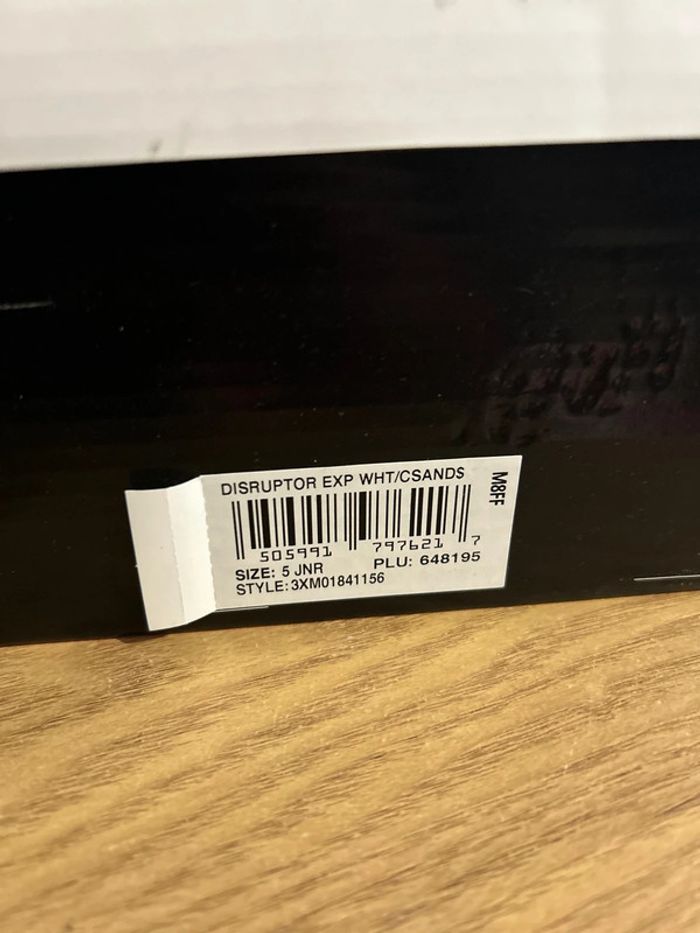 DISRUPTOR EXP WHT/CSANDS
M8FF
505991 797621 7
SIZE: 5 JNR PLU: 648195
STYLE:3XM01841156